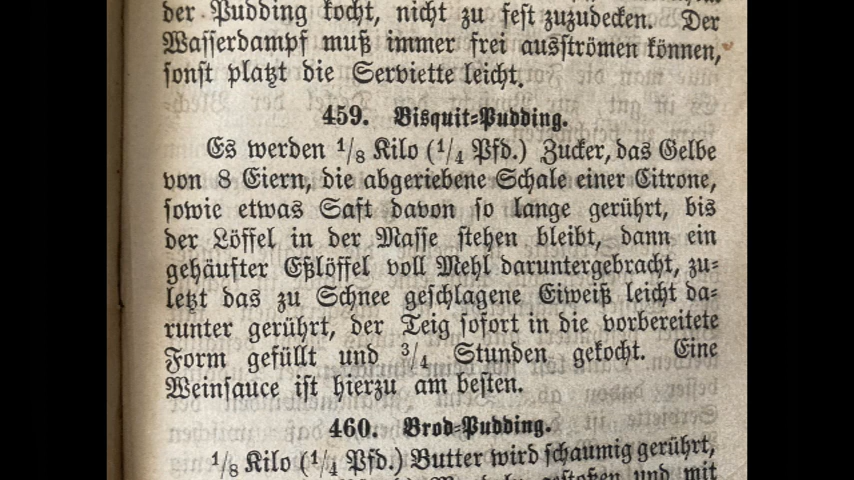 der Pudding kocht, nicht zu fest zuzudecken. Der
Wasserdampf muß immer frei ausströmen können,
sonst platzt die Serviette leicht.
459. Bisquit-Pudding.
Es werden 1/8 Kilo (1/4 Pfd.) Zucker, das Gelbe
von 8 Eiern, die abgeriebene Schale einer Citrone,
sowie etwas Saft davon so lange gerührt, bis
der Löffel in der Masse stehen bleibt, dann ein
gehäufter Eßlöffel voll Mehl daruntergebracht, zu-
letzt das zu Schnee geschlagene Eiweiß leicht da-
runter gerührt, der Teig sofort in die vorbereitete
Form gefüllt und 3/4 Stunden gekocht. Eine
Weinsauce ist hierzu am besten.
460. Brod-Pudding.
1/8 Kilo (1/4 Pfd.) Butter wird schaumig gerührt,
gestoßen und mit